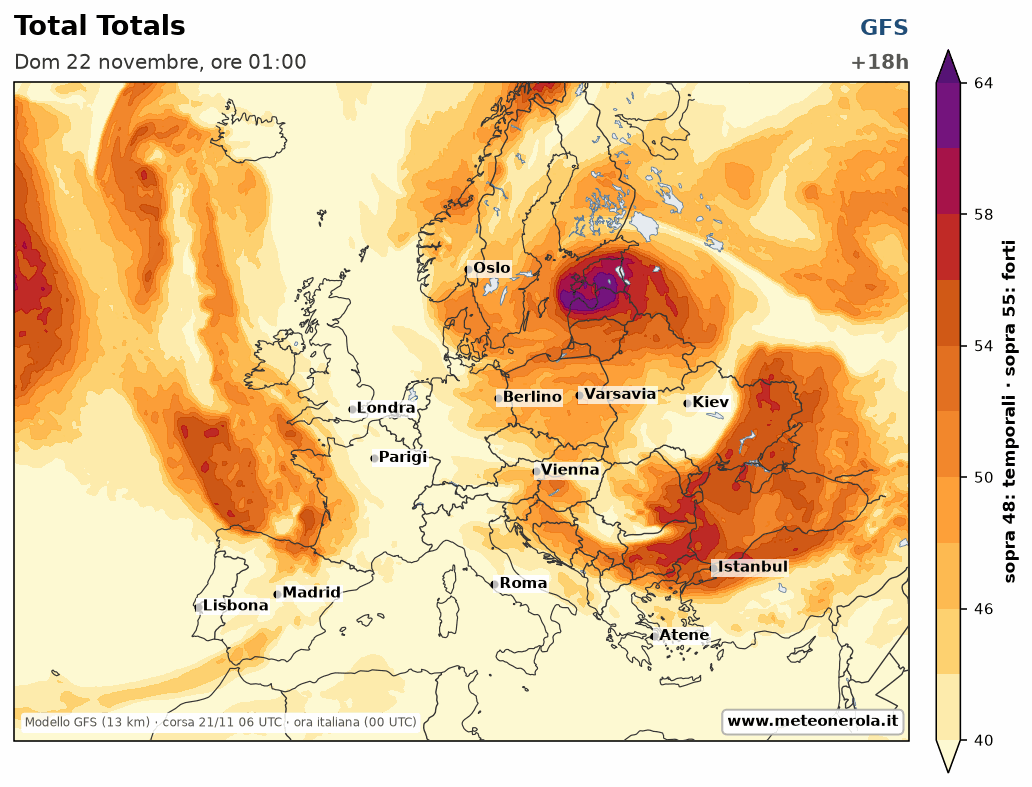 Total Totals
GFS
Dom 22 novembre, ore 01:00
+18h
64
58
54
50
46
40
sopra 48: temporali · sopra 55: forti
Oslo
Berlino
Varsavia
Kiev
Londra
Parigi
Vienna
Istanbul
Roma
Madrid
Lisbona
Atene
Modello GFS (13 km) · corsa 21/11 06 UTC · ora italiana (00 UTC)
www.meteonerola.it